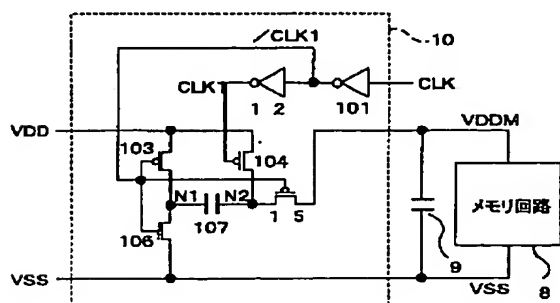 /CLK1
10
CLK1
CLK
1 2
101
VDD
VDDM
103
104
N1
N2
107
1 5
メモリ回路
106
9
VSS
VSS
8